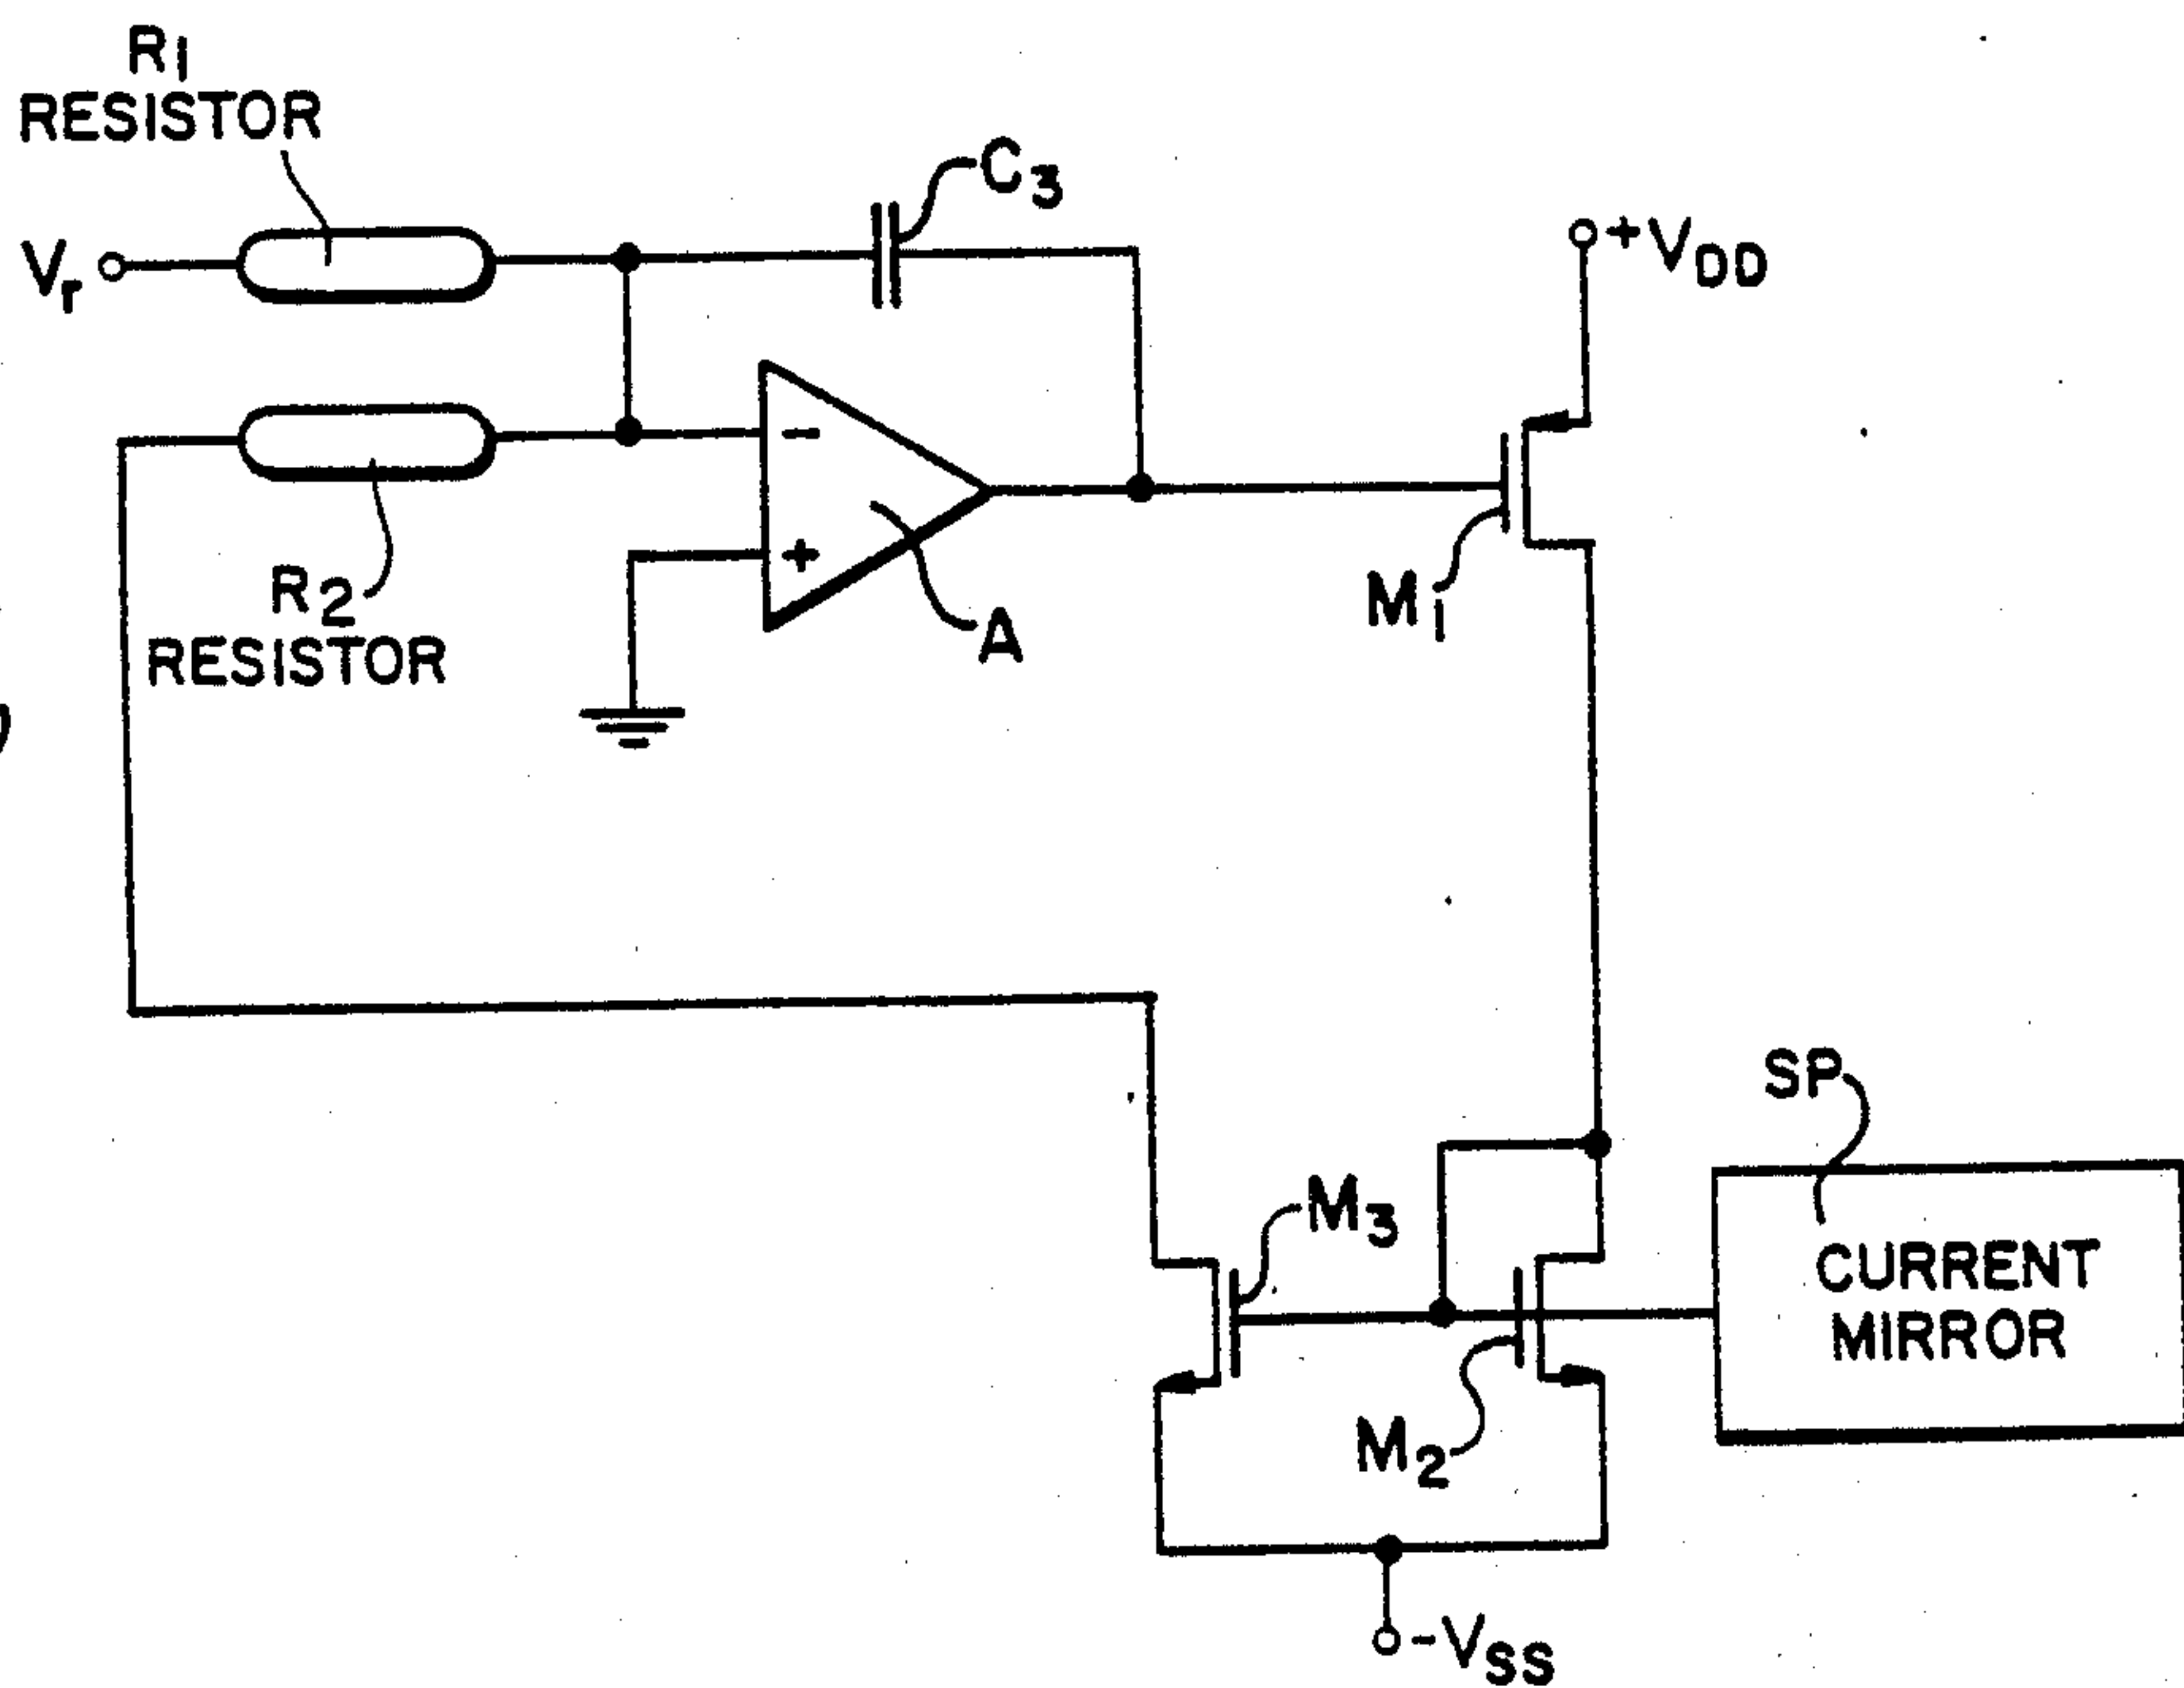 R1
RESISTOR
C3
Vr
+VDD
-
+
A
M1
R2
RESISTOR
SP
M3
CURRENT
MIRROR
M2
-VSS